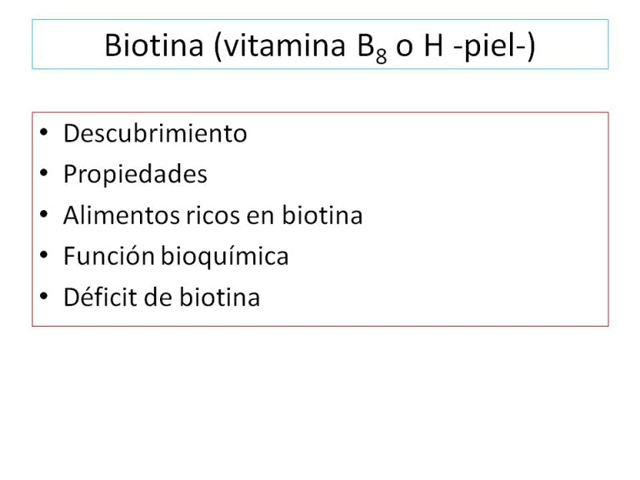 Biotina (vitamina B₈ o H -piel-)
• Descubrimiento
• Propiedades
• Alimentos ricos en biotina
• Función bioquímica
• Déficit de biotina